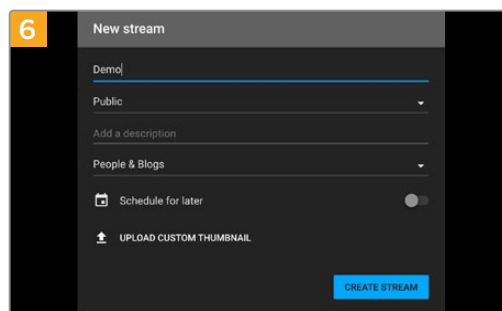 6
New stream
Demo
Public
Add a description
People & Blogs
Schedule for later
UPLOAD CUSTOM THUMBNAIL
CREATE STREAM